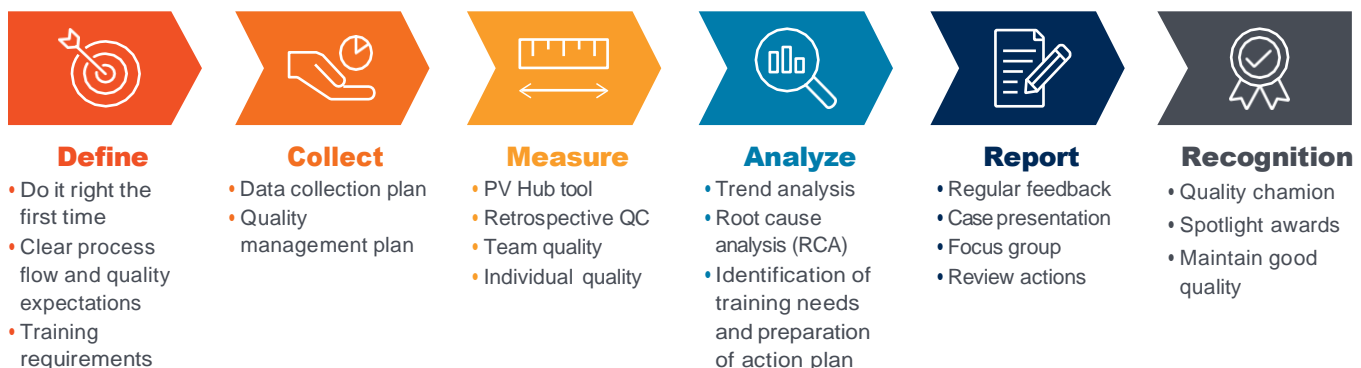 Define
• Do it right the
first time
• Clear process
flow and quality
expectations
• Training
requirements
Collect
• Data collection plan
• Quality
management plan
Measure
• PV Hub tool
• Retrospective QC
• Team quality
• Individual quality
Analyze
• Trend analysis
• Root cause
analysis (RCA)
• Identification of
training needs
and preparation
of action plan
Report
• Regular feedback
• Case presentation
• Focus group
• Review actions
Recognition
• Quality chamion
• Spotlight awards
• Maintain good
quality